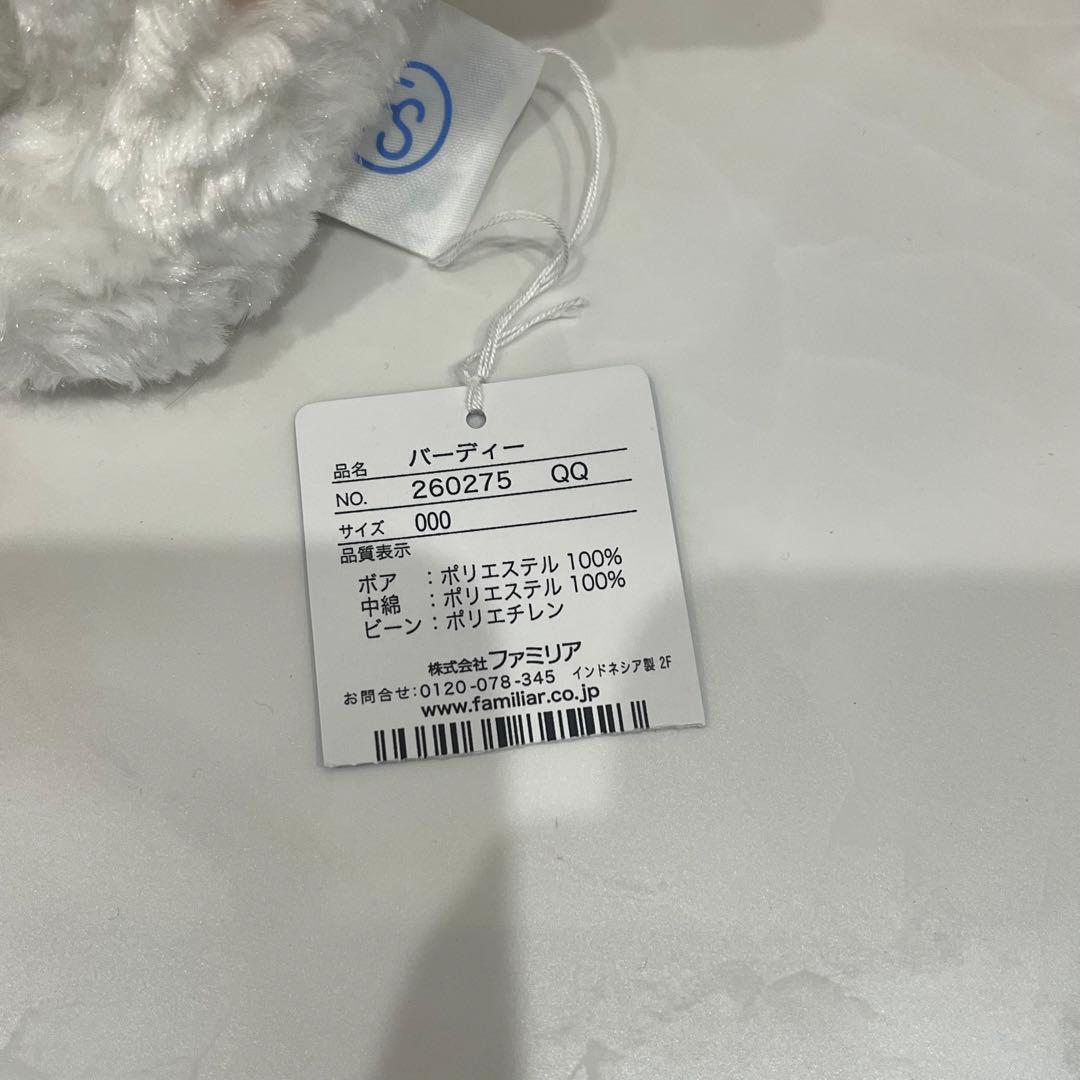 S
品名 バーディー
NO. 260275 QQ
サイズ 000
品質表示
ボア :ポリエステル 100%
中綿 :ポリエステル 100%
ビーン:ポリエチレン
株式会社ファミリア
お問合せ:0120-078-345 インドネシア製 2F
www.familiar.co.jp